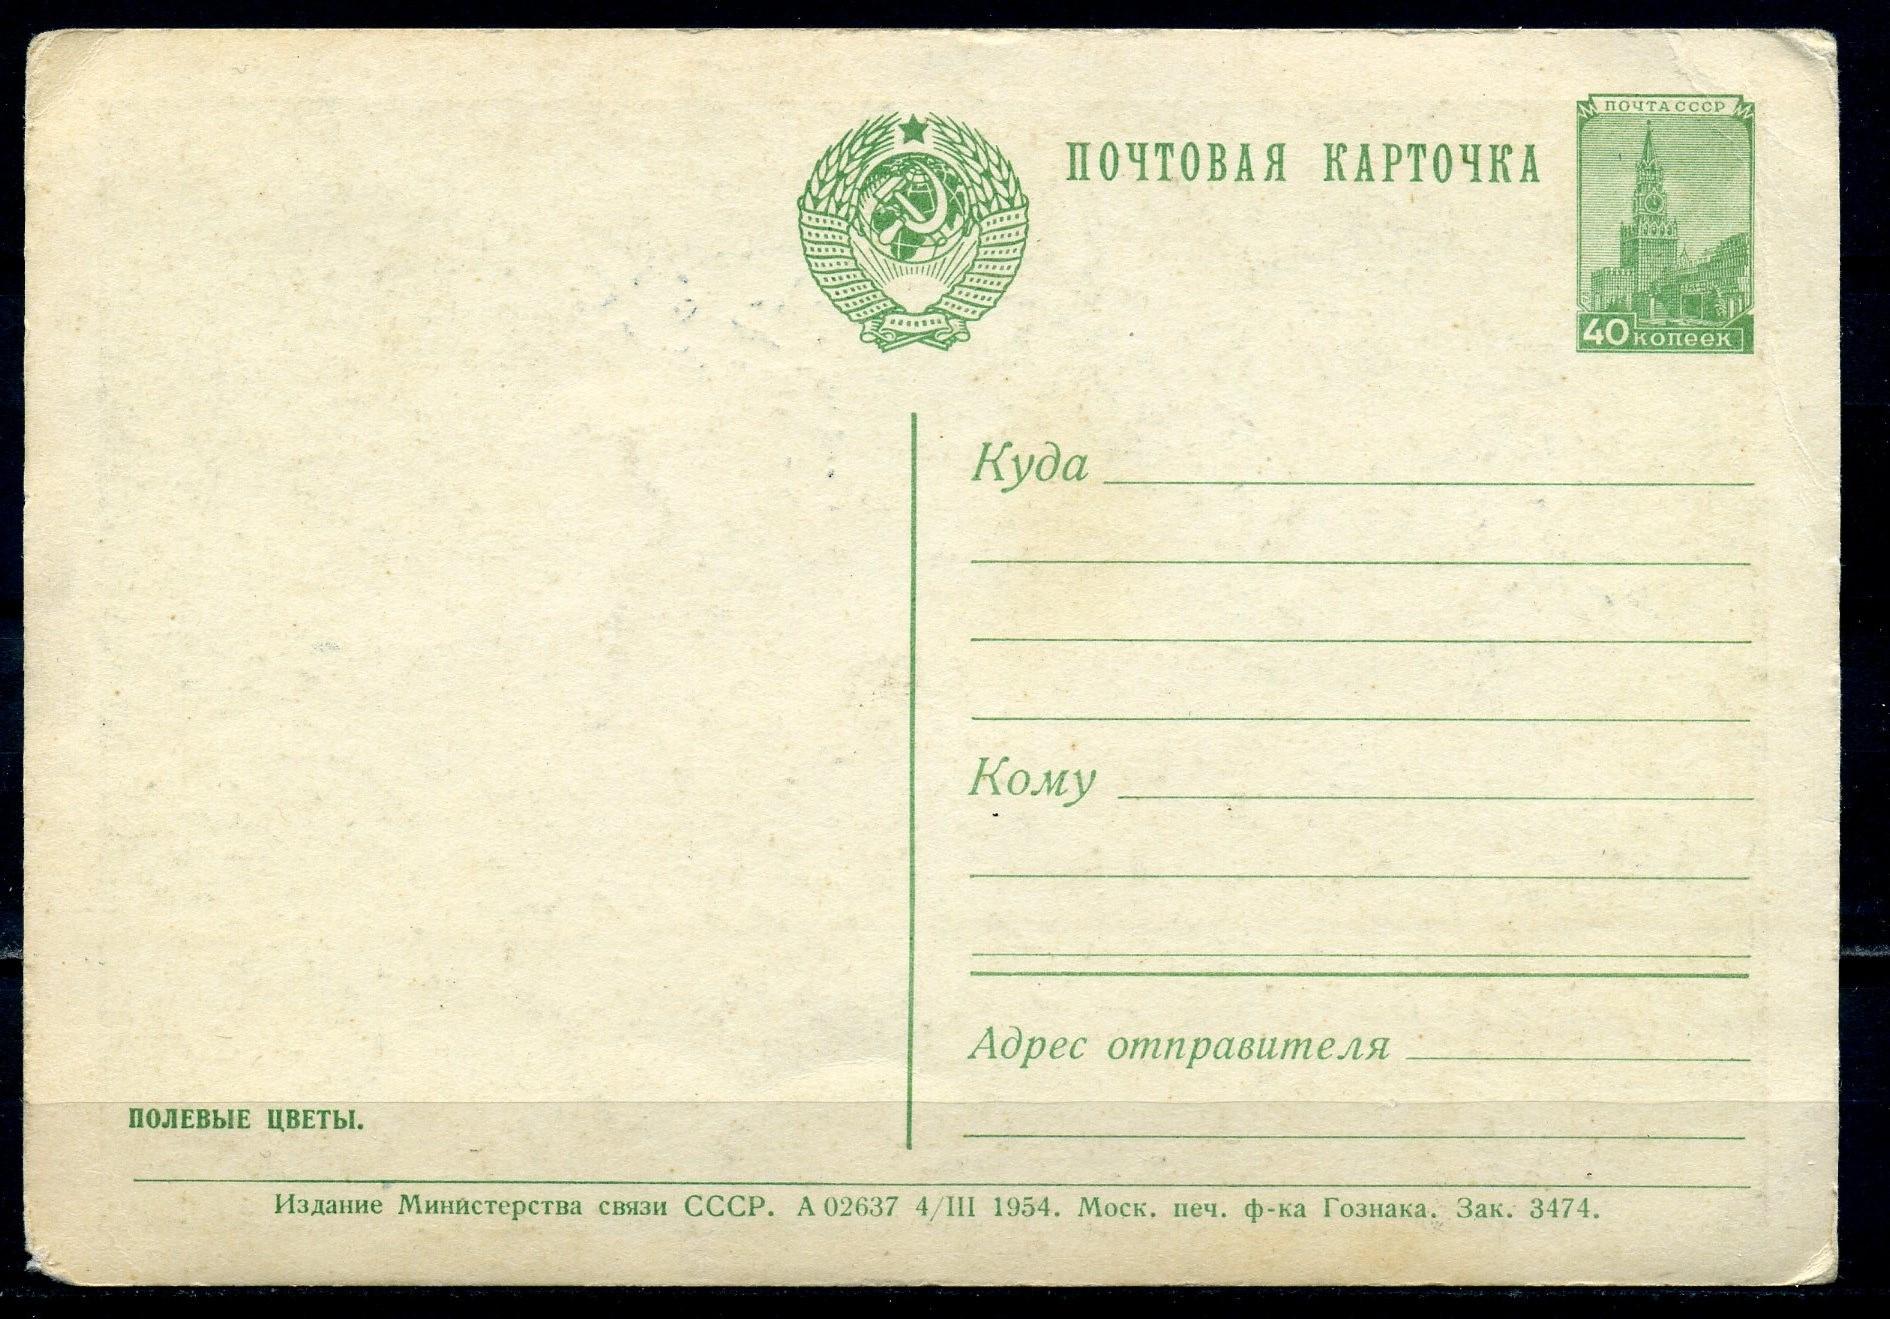 ПОЧТА СССР
ПОЧТОВАЯ КАРТОЧКА
40 КОПЕЕК
Куда
Кому
Адрес отправителя
ПОЛЕВЫЕ ЦВЕТЫ.
Издание Министерства связи СССР. А 02637 4/III 1954. Моск. печ. ф-ка Гознака. Зак. 3474.